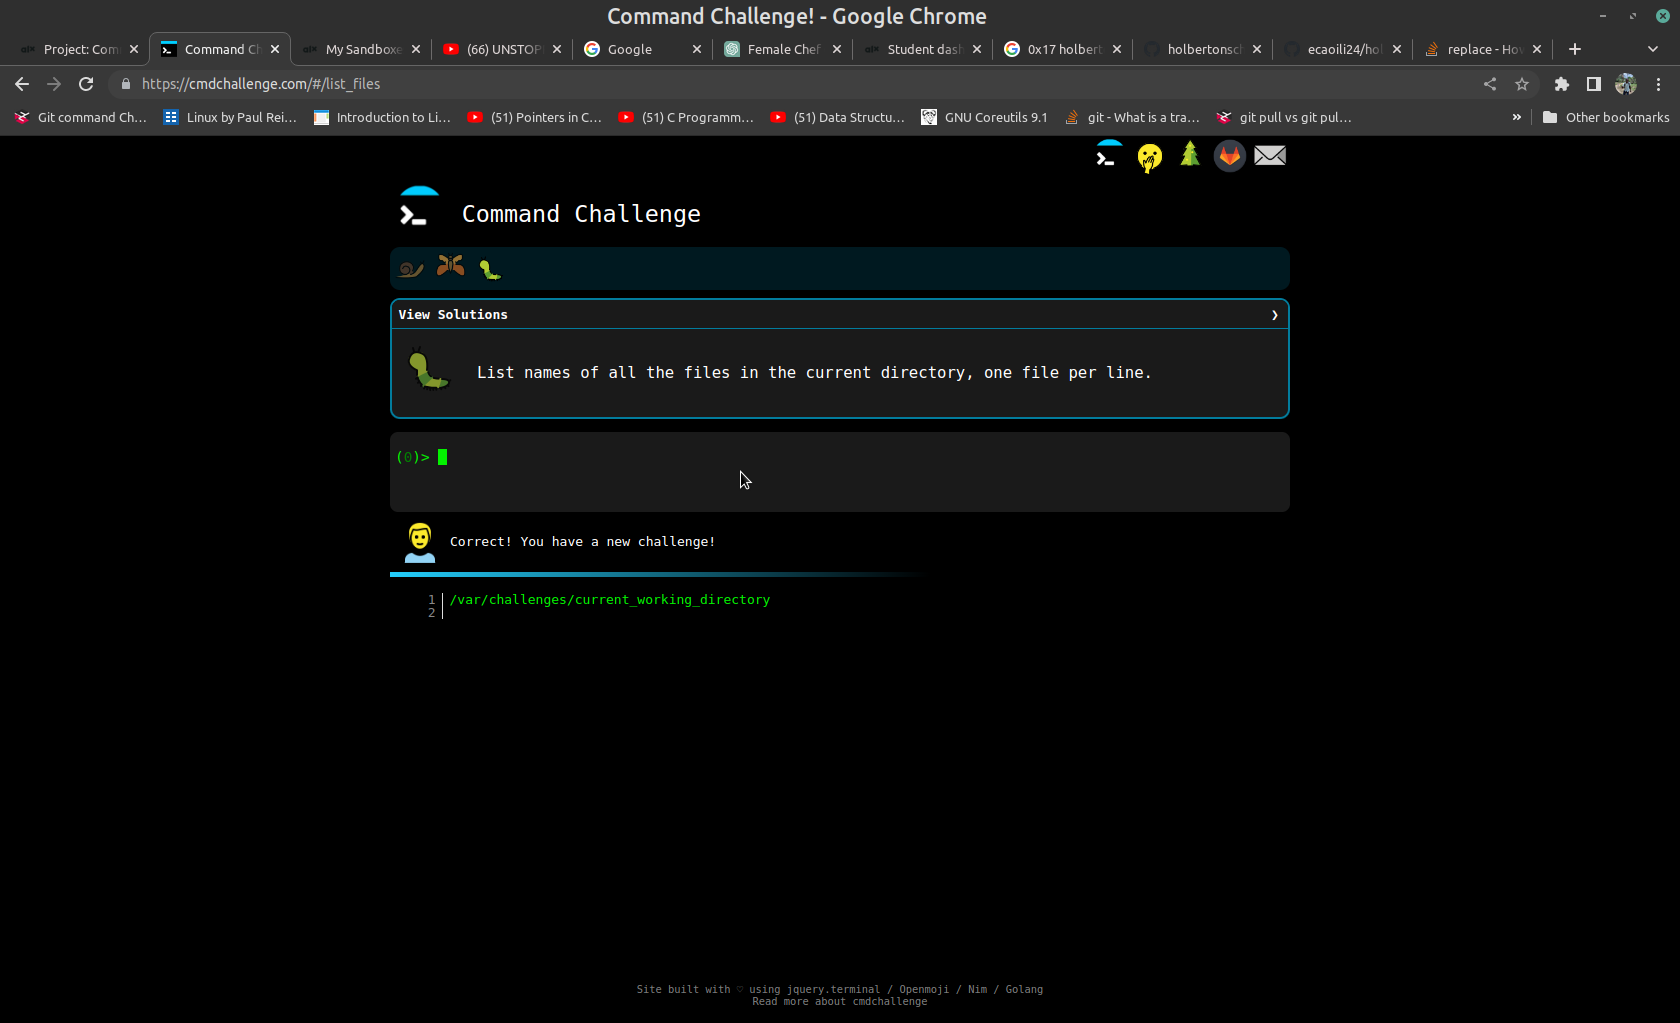 Command Challenge! - Google Chrome
Project: Com
Command Ch
My Sandboxe
(66) UNSTOP
Google
Female Chef
Student dash
0x17 holbert
holbertonsch
ecaoili24/hol
replace - How
https://cmdchallenge.com/#/list_files
Git command Ch...
Linux by Paul Rei...
Introduction to Li...
(51) Pointers in C...
(51) C Programm...
(51) Data Structu...
GNU Coreutils 9.1
git - What is a tra...
git pull vs git pul...
»
Other bookmarks
Command Challenge
View Solutions
List names of all the files in the current directory, one file per line.
(0)>
Correct! You have a new challenge!
1 /var/challenges/current_working_directory
2
Site built with ♡ using jquery.terminal / Openmoji / Nim / Golang
Read more about cmdchallenge